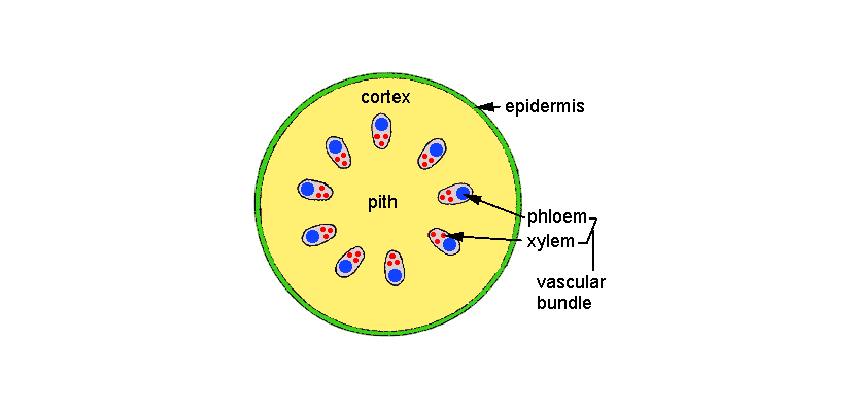 cortex
epidermis
pith
phloem
xylem
vascular
bundle